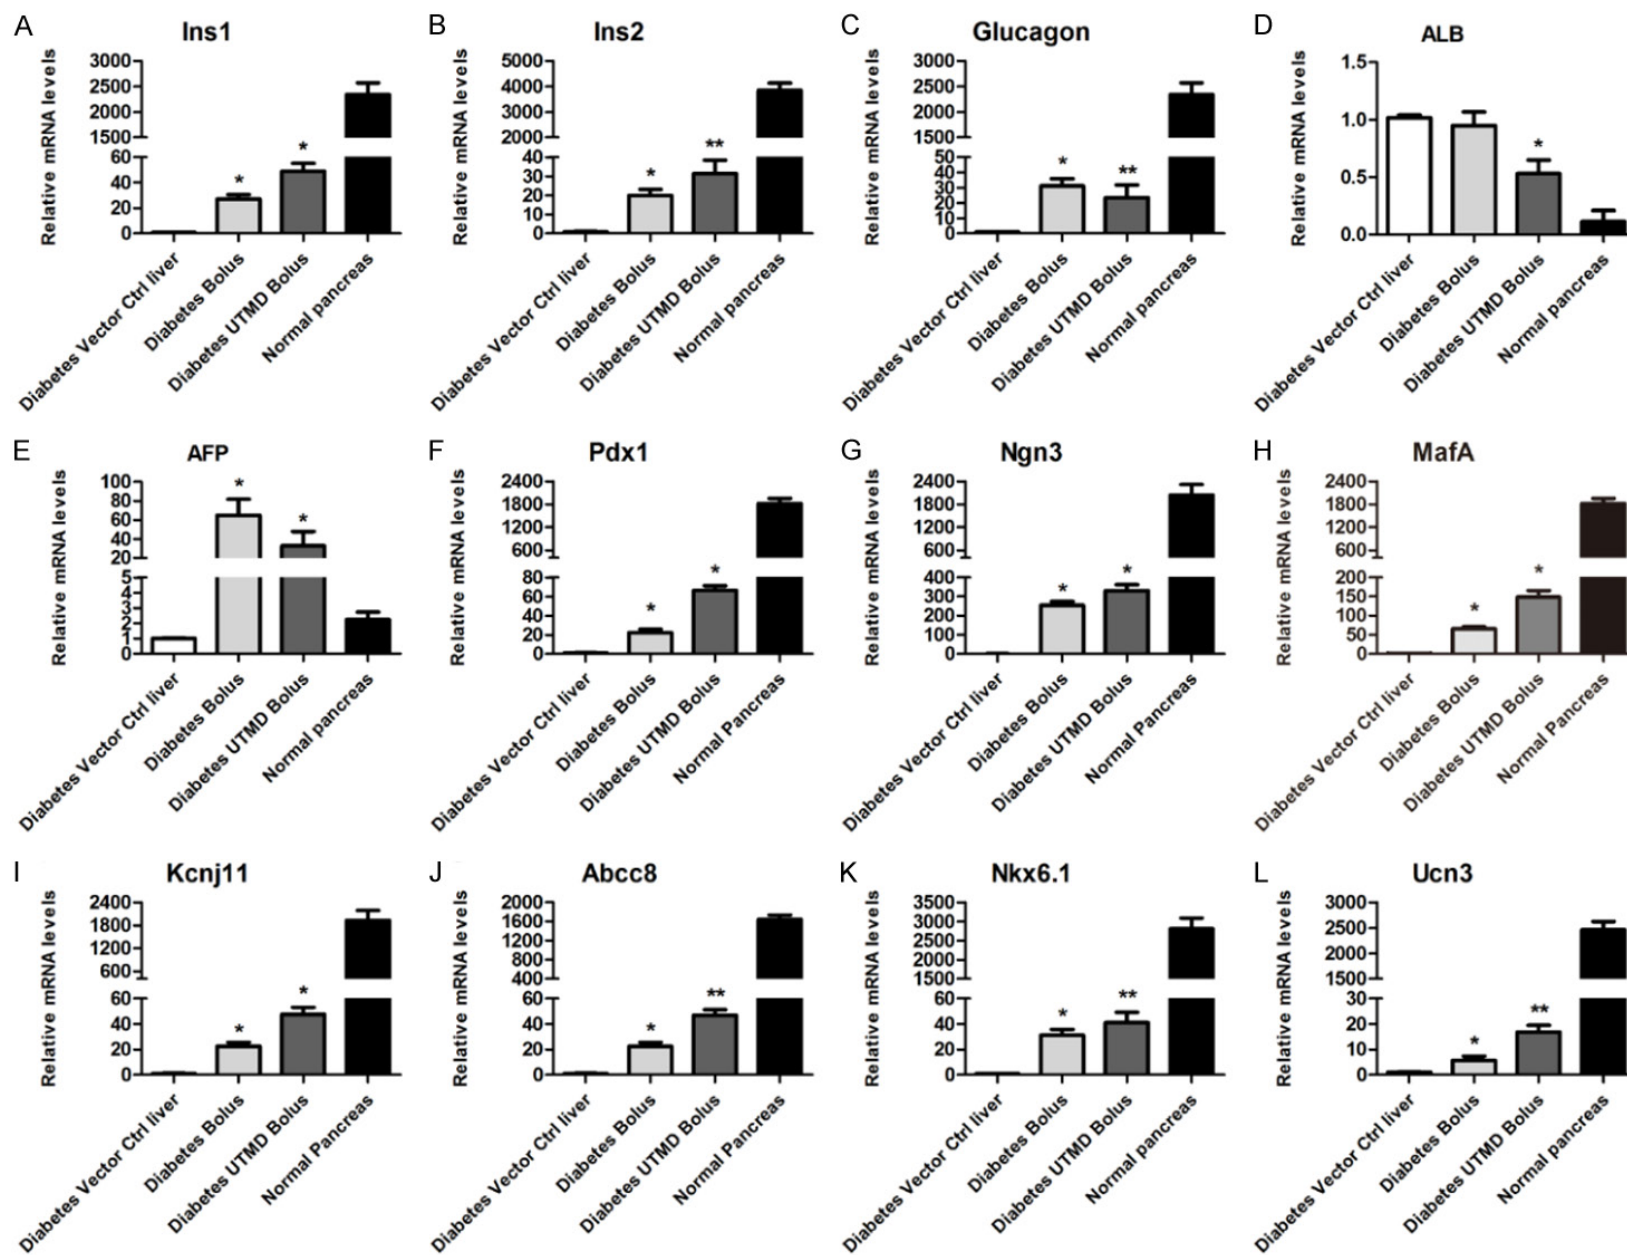 A
Ins1
Relative mRNA levels
3000
2500
2000
1500
60
40
20
0
*
*
Diabetes Vector Ctrl liver
Diabetes Bolus
Diabetes UTMD Bolus
Normal pancreas
B
Ins2
Relative mRNA levels
5000
4000
3000
2000
40
30
20
10
0
*
**
Diabetes Vector Ctrl liver
Diabetes Bolus
Diabetes UTMD Bolus
Normal pancreas
C
Glucagon
Relative mRNA levels
3000
2500
2000
1500
50
40
30
20
10
0
*
**
Diabetes Vector Ctrl liver
Diabetes Bolus
Diabetes UTMD Bolus
Normal pancreas
D
ALB
Relative mRNA levels
1.5
1.0
0.5
0.0
*
Diabetes Vector Ctrl liver
Diabetes Bolus
Diabetes UTMD Bolus
Normal pancreas
E
AFP
Relative mRNA levels
100
80
60
40
20
5
4
3
2
1
0
*
*
Diabetes Vector Ctrl liver
Diabetes Bolus
Diabetes UTMD Bolus
Normal pancreas
F
Pdx1
Relative mRNA levels
2400
1800
1200
600
80
60
40
20
0
*
*
Diabetes Vector Ctrl liver
Diabetes Bolus
Diabetes UTMD Bolus
Normal Pancreas
G
Ngn3
Relative mRNA levels
2400
1800
1200
600
400
300
200
100
0
*
*
Diabetes Vector Ctrl liver
Diabetes Bolus
Diabetes UTMD Bolus
Normal Pancreas
H
MafA
Relative mRNA levels
2400
1800
1200
600
200
150
100
50
0
*
*
Diabetes Vector Ctrl liver
Diabetes Bolus
Diabetes UTMD Bolus
Normal Pancreas
I
Kcnj11
Relative mRNA levels
2400
1800
1200
600
60
40
20
0
*
*
Diabetes Vector Ctrl liver
Diabetes Bolus
Diabetes UTMD Bolus
Normal Pancreas
J
Abcc8
Relative mRNA levels
2000
1600
1200
800
400
60
40
20
0
*
**
Diabetes Vector Ctrl liver
Diabetes Bolus
Diabetes UTMD Bolus
Normal Pancreas
K
Nkx6.1
Relative mRNA levels
3500
3000
2500
2000
1500
60
40
20
0
*
**
Diabetes Vector Ctrl liver
Diabetes Bolus
Diabetes UTMD Bolus
Normal pancreas
L
Ucn3
Relative mRNA levels
3000
2500
2000
1500
30
20
10
0
*
**
Diabetes Vector Ctrl liver
Diabetes Bolus
Diabetes UTMD Bolus
Normal Pancreas